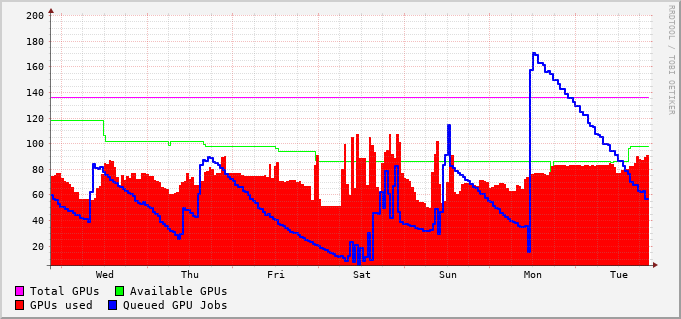 200
180
160
140
120
100
80
60
40
20
Wed Thu Fri Sat Sun Mon Tue
Total GPUs Available GPUs
GPUs used Queued GPU Jobs
RRDTOOL / TOBI OETIKER